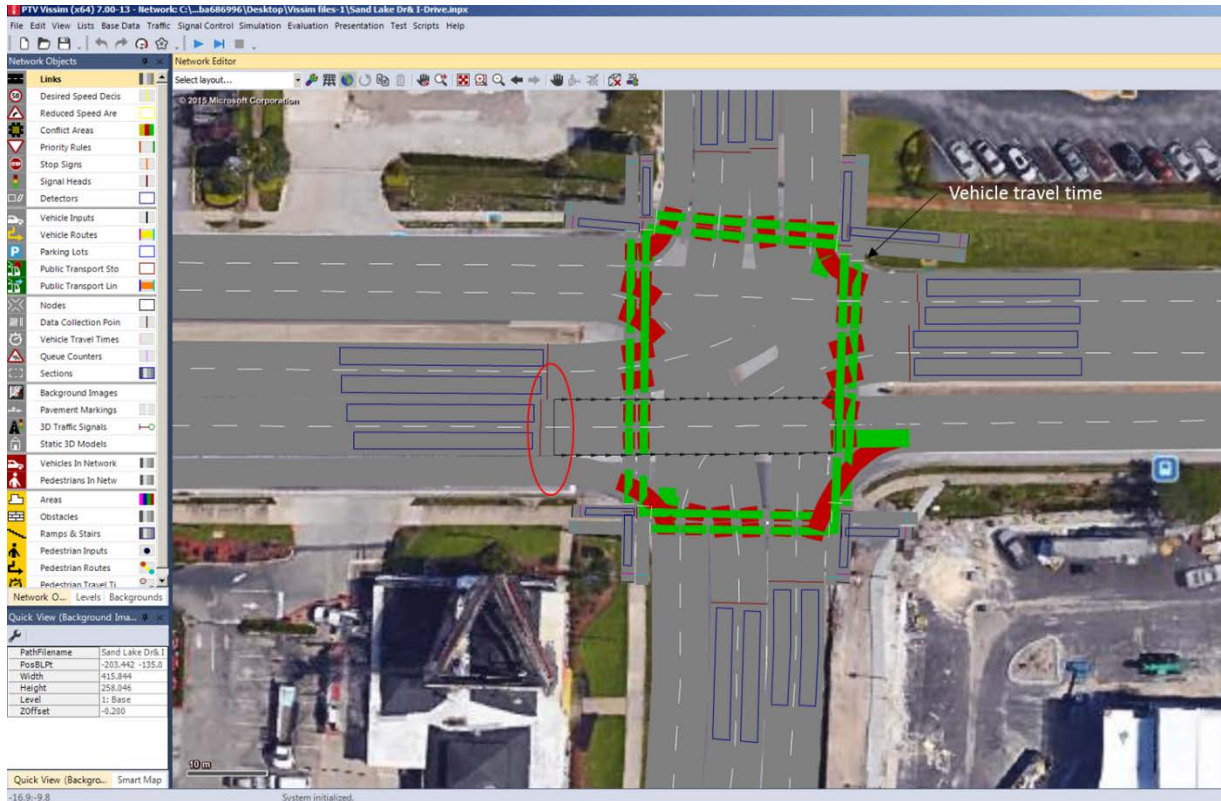 PTV Vissim (x64) 7.00-13 - Network: C:\...ba686996\Desktop\Vissim files-1\Sand Lake Dr& I-Drive.inpx
File Edit View Lists Base Data Traffic Signal Control Simulation Evaluation Presentation Test Scripts Help
Network Objects
Network Editor
Select layout...
Links
Desired Speed Decis
Reduced Speed Are
Conflict Areas
Priority Rules
Stop Signs
Signal Heads
Detectors
Vehicle Inputs
Vehicle Routes
Parking Lots
Public Transport Sto
Public Transport Lin
Nodes
Data Collection Poin
Vehicle Travel Times
Queue Counters
Sections
Background Images
Pavement Markings
3D Traffic Signals
Static 3D Models
Vehicles In Network
Pedestrians In Netw
Areas
Obstacles
Ramps & Stairs
Pedestrian Inputs
Pedestrian Routes
Pedestrian Travel Ti
Network O... Levels Backgrounds
© 2015 Microsoft Corporation
Vehicle travel time
10 m
Quick View (Background Ima...
PathFilename Sand Lake Dr& I
PosBLPt -203.442 -135.0
Width 415.844
Height 258.046
Level 1: Base
ZOffset -0.200
Quick View (Backgro... Smart Map
-16.9:-9.8 System initialized.